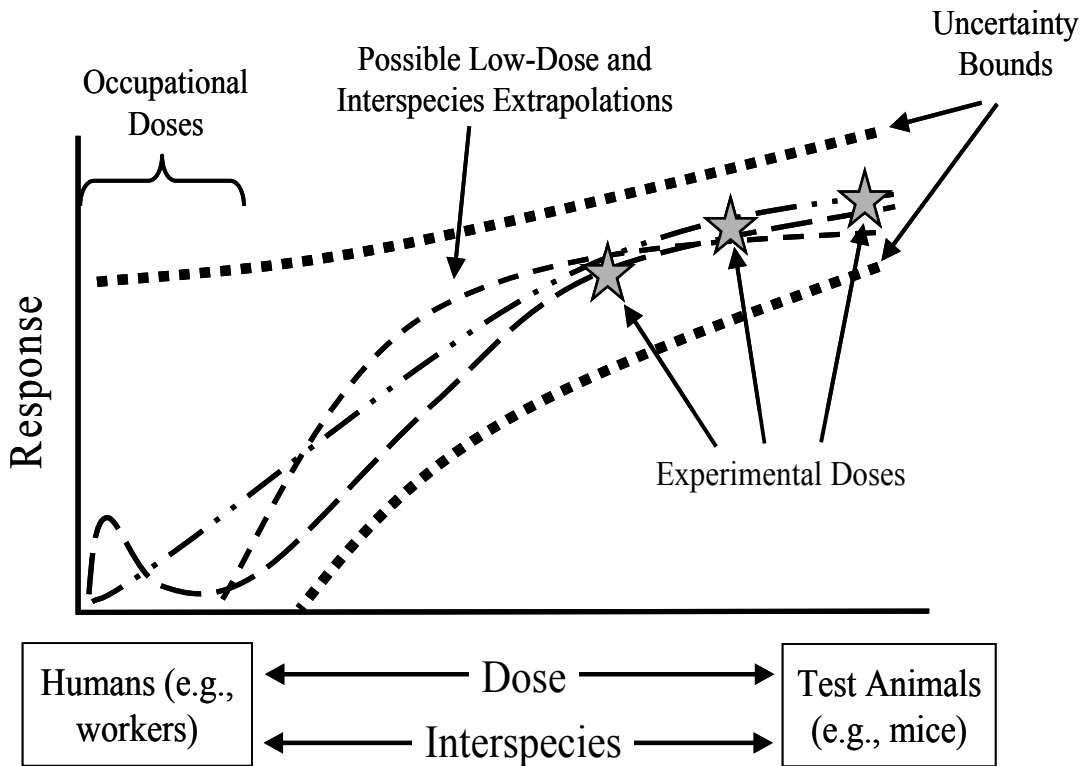 Uncertainty
Bounds
Possible Low-Dose and
Interspecies Extrapolations
Occupational
Doses
Response
Experimental Doses
Humans (e.g.,
workers)
Dose
Interspecies
Test Animals
(e.g., mice)